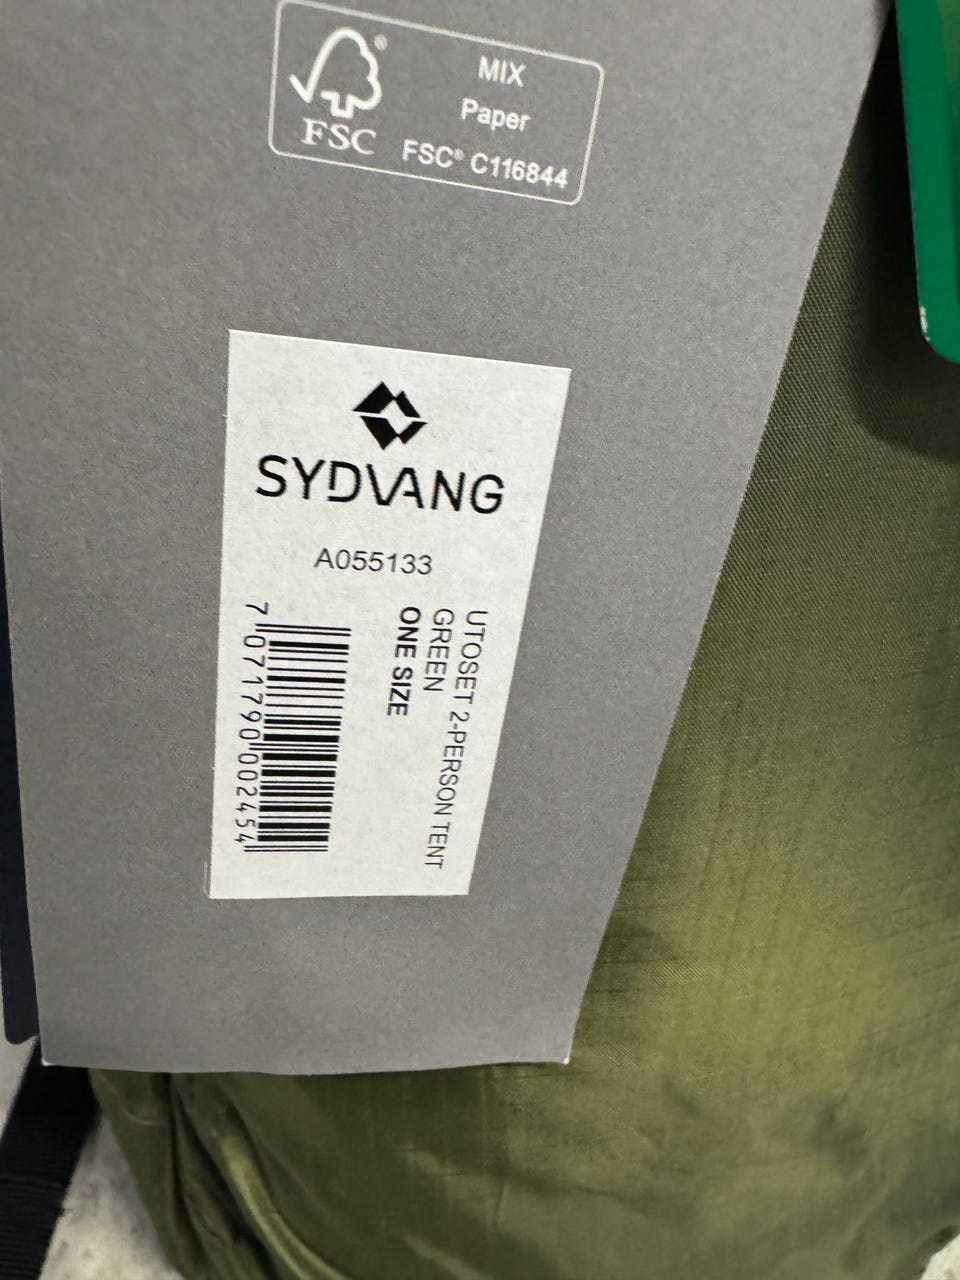 MIX
Paper
FSC
FSC® C116844
SYDVANG
A055133
UTOSET 2-PERSON TENT
GREEN
ONE SIZE
7 071790 002454